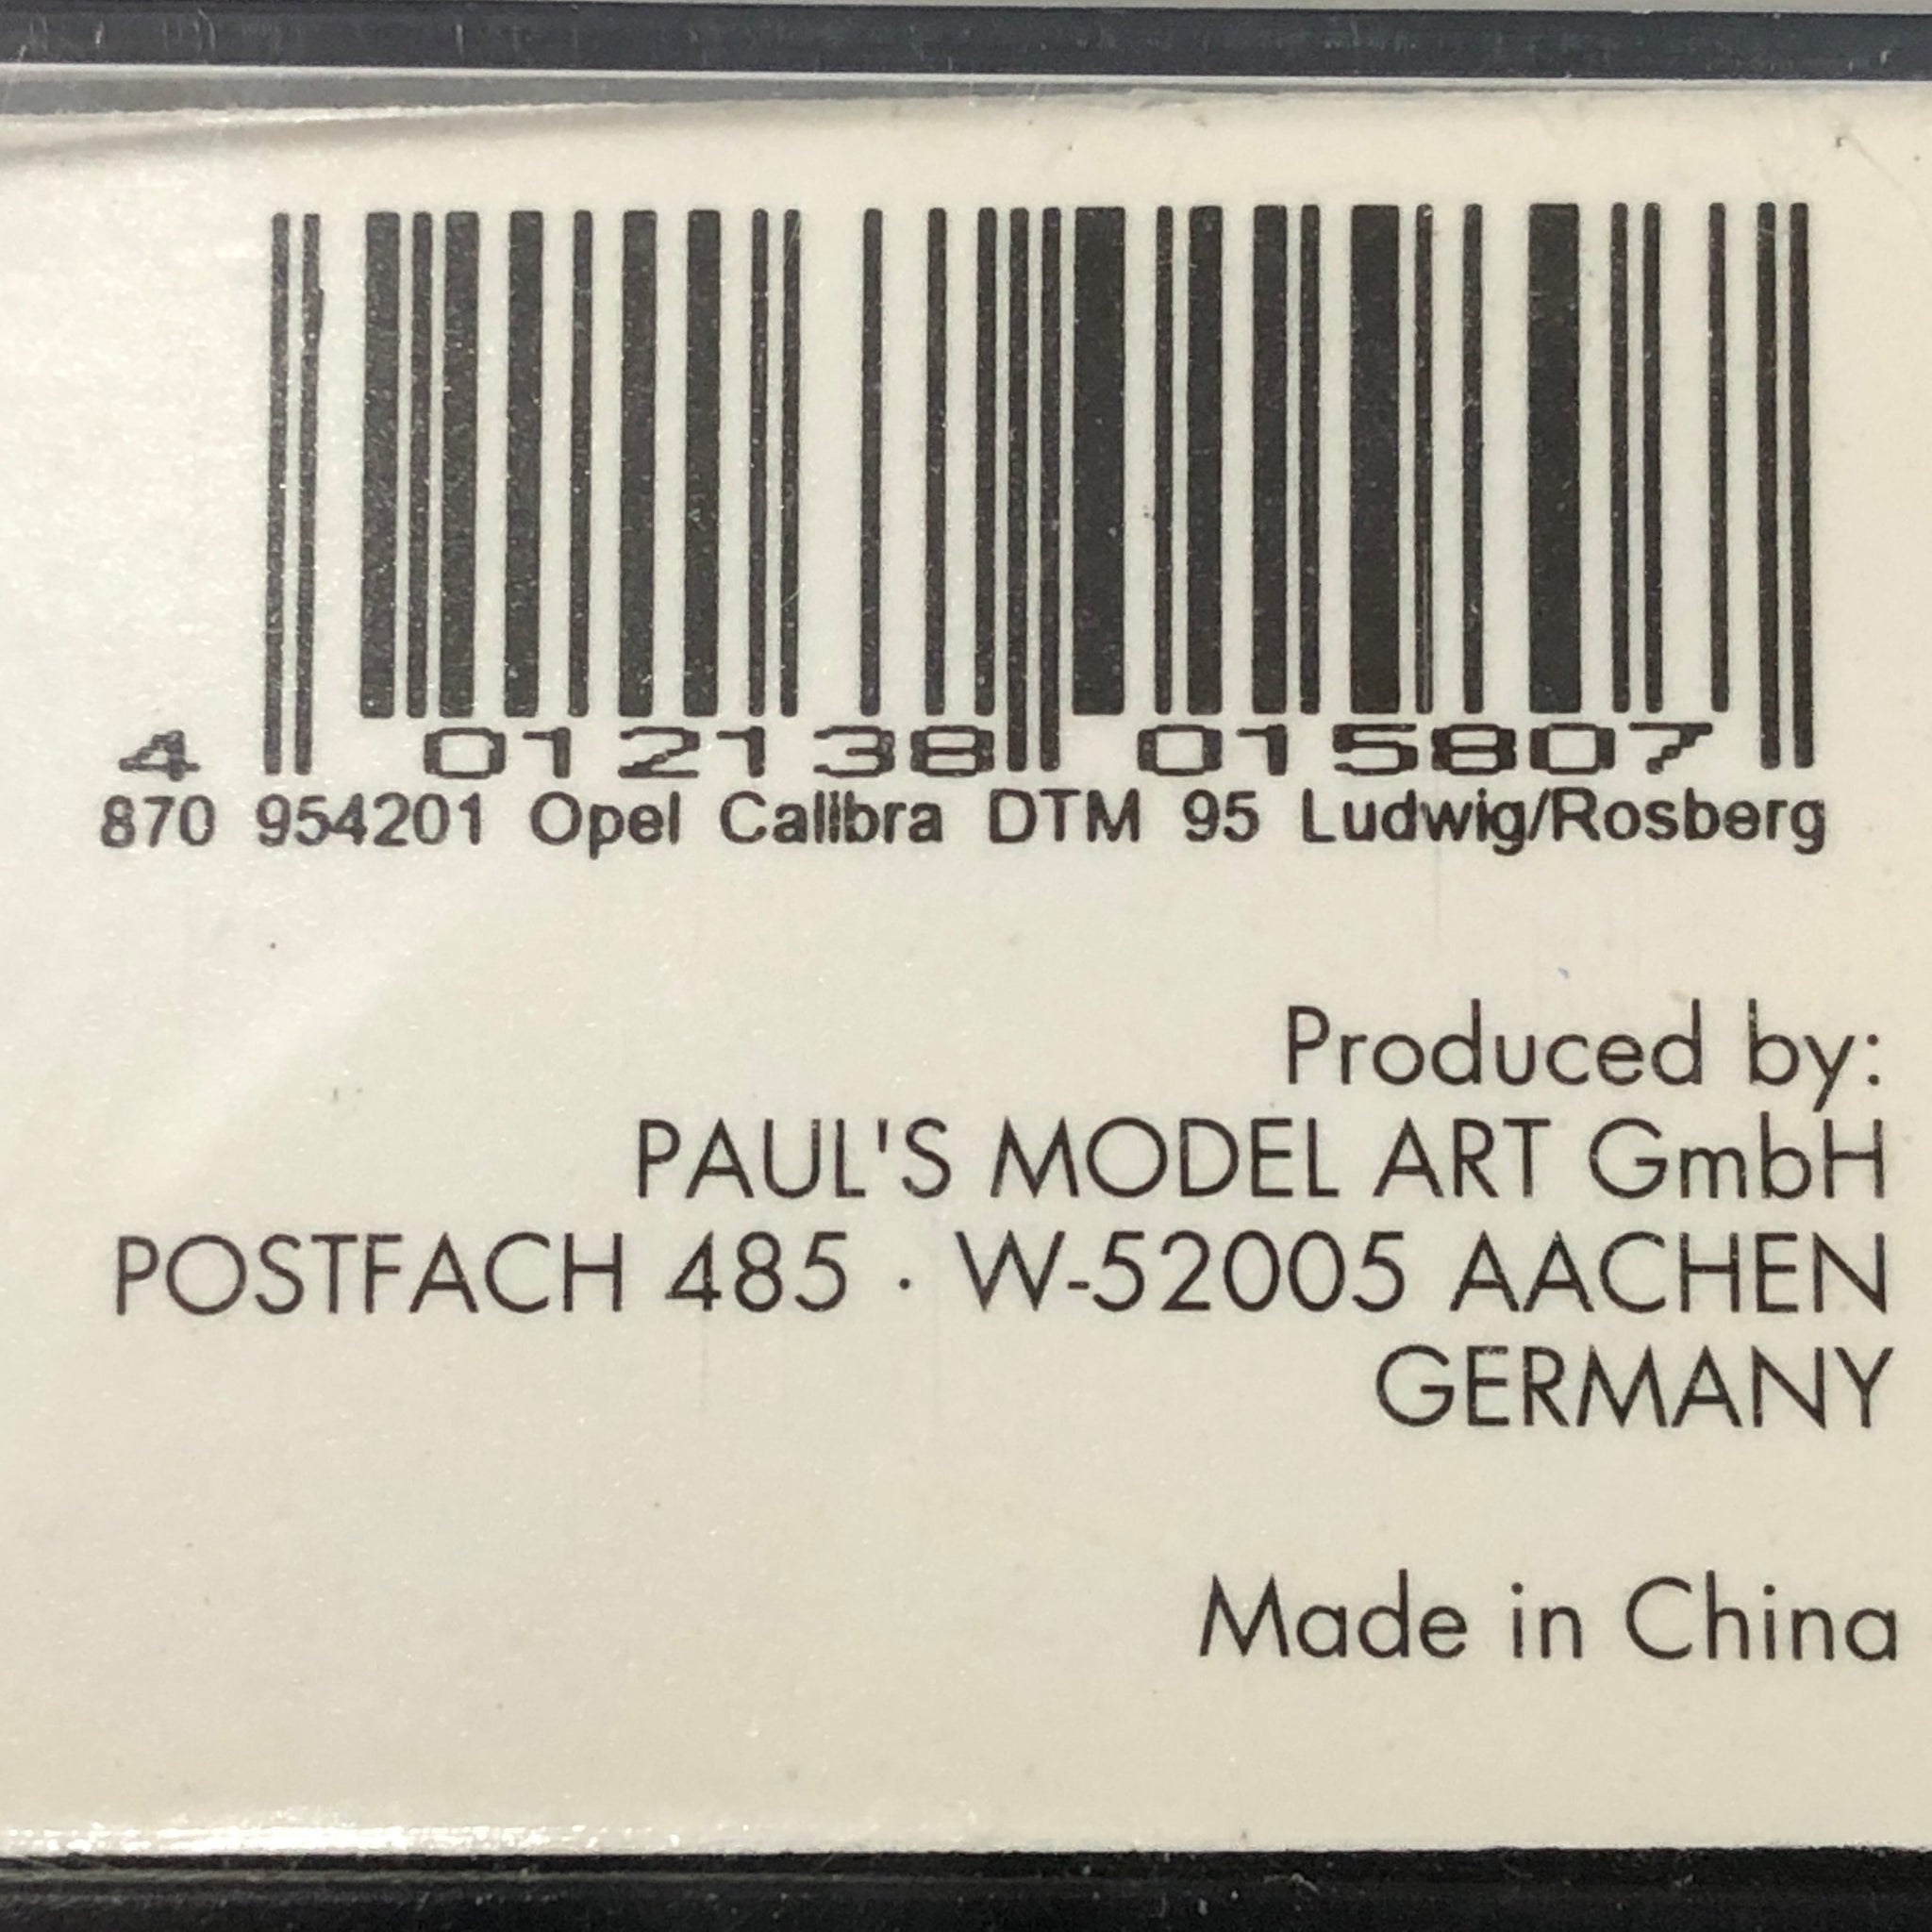 4 012138 015807
870 954201 Opel Calibra DTM 95 Ludwig/Rosberg
Produced by:
PAUL'S MODEL ART GmbH
POSTFACH 485 · W-52005 AACHEN
GERMANY
Made in China